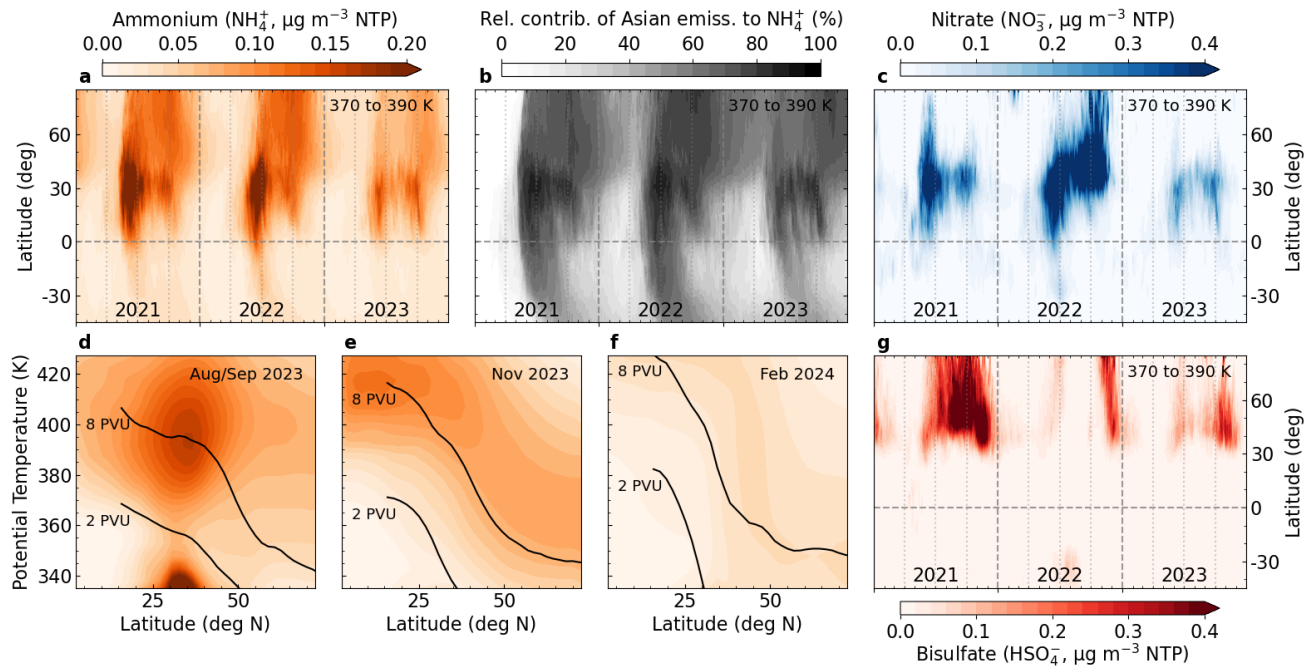 Ammonium (NH₄⁺, μg m⁻³ NTP)
0.00 0.05 0.10 0.15 0.20
Rel. contrib. of Asian emiss. to NH₄⁺ (%)
0 20 40 60 80 100
Nitrate (NO₃⁻, μg m⁻³ NTP)
0.0 0.1 0.2 0.3 0.4
a
370 to 390 K
Latitude (deg)
60
30
0
-30
2021 2022 2023
b
370 to 390 K
2021 2022 2023
c
370 to 390 K
60
30
0
-30
Latitude (deg)
2021 2022 2023
d
Aug/Sep 2023
8 PVU
2 PVU
Potential Temperature (K)
420
400
380
360
340
25 50
Latitude (deg N)
e
Nov 2023
8 PVU
2 PVU
25 50
Latitude (deg N)
f
Feb 2024
8 PVU
2 PVU
25 50
Latitude (deg N)
g
370 to 390 K
60
30
0
-30
Latitude (deg)
2021 2022 2023
0.0 0.1 0.2 0.3 0.4
Bisulfate (HSO₄⁻, μg m⁻³ NTP)